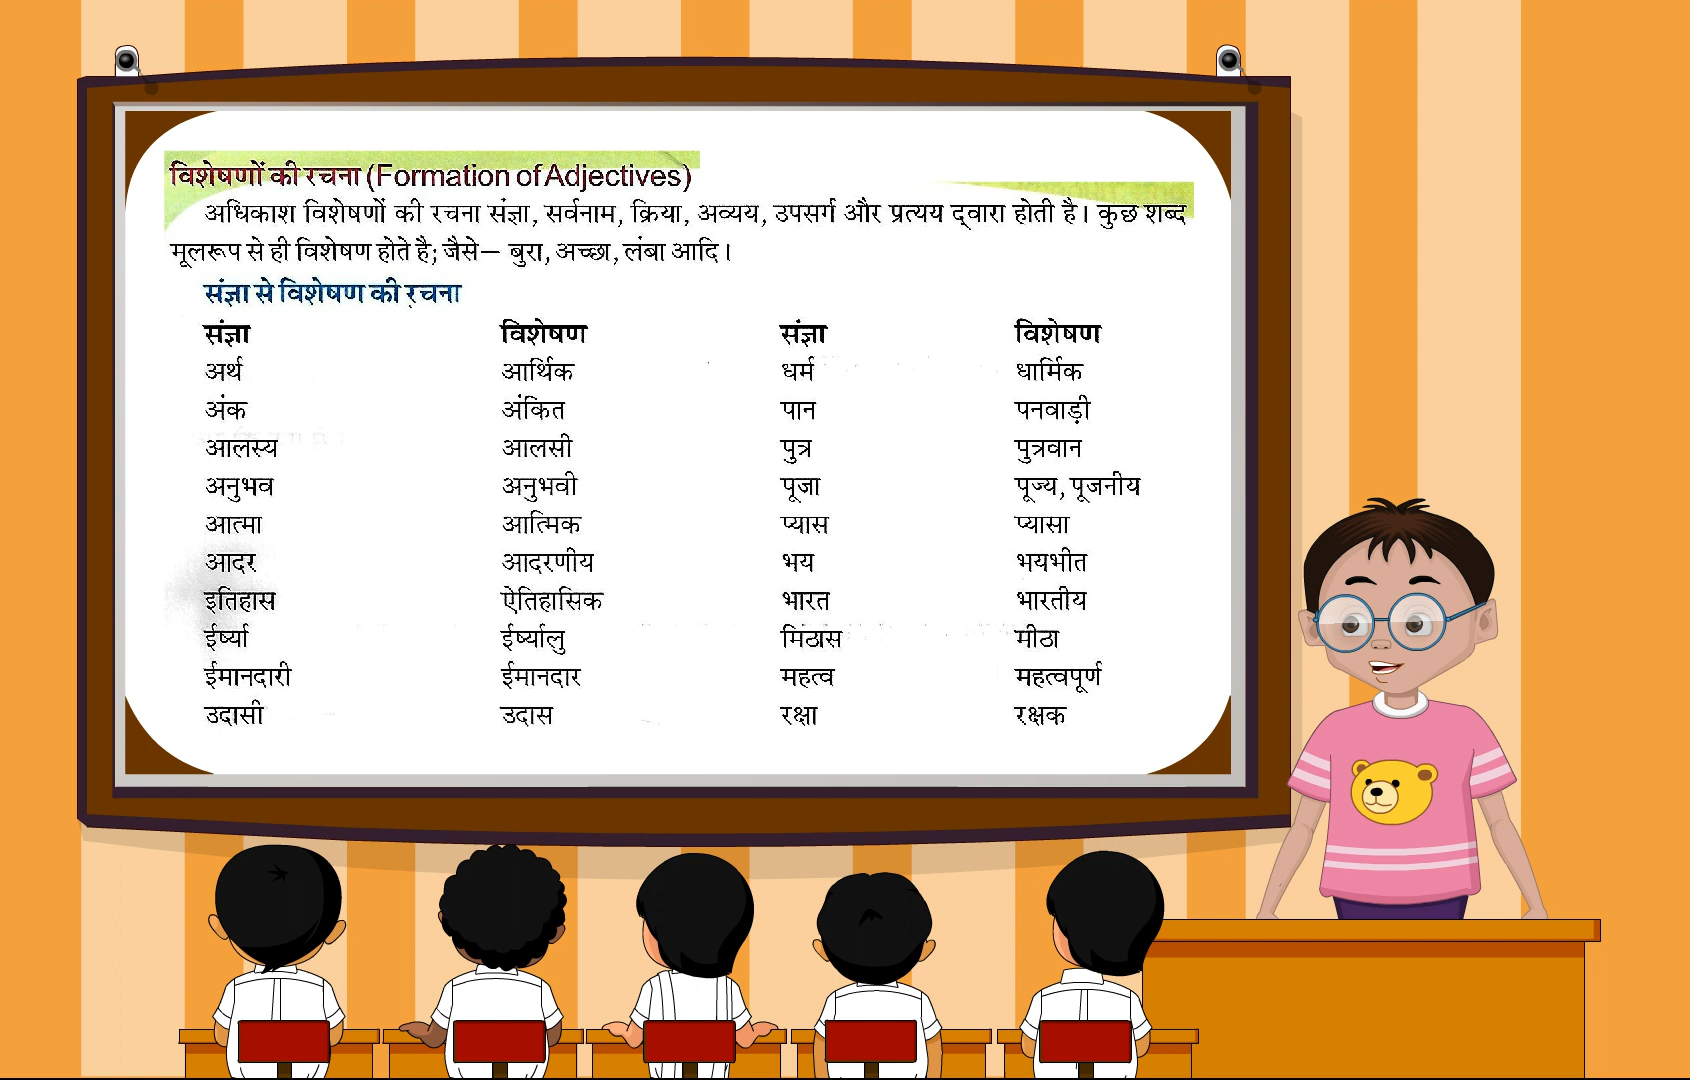 विशेषणों की रचना (Formation of Adjectives)
अधिकाश विशेषणों की रचना संज्ञा, सर्वनाम, क्रिया, अव्यय, उपसर्ग और प्रत्यय द्वारा होती है। कुछ शब्द
मूलरूप से ही विशेषण होते है; जैसे– बुरा, अच्छा, लंबा आदि।
संज्ञा से विशेषण की रचना
संज्ञा विशेषण संज्ञा विशेषण
अर्थ आर्थिक धर्म धार्मिक
अंक अंकित पान पनवाड़ी
आलस्य आलसी पुत्र पुत्रवान
अनुभव अनुभवी पूजा पूज्य, पूजनीय
आत्मा आत्मिक प्यास प्यासा
आदर आदरणीय भय भयभीत
इतिहास ऐतिहासिक भारत भारतीय
ईर्ष्या ईर्ष्यालु मिठास मीठा
ईमानदारी ईमानदार महत्व महत्वपूर्ण
उदासी उदास रक्षा रक्षक